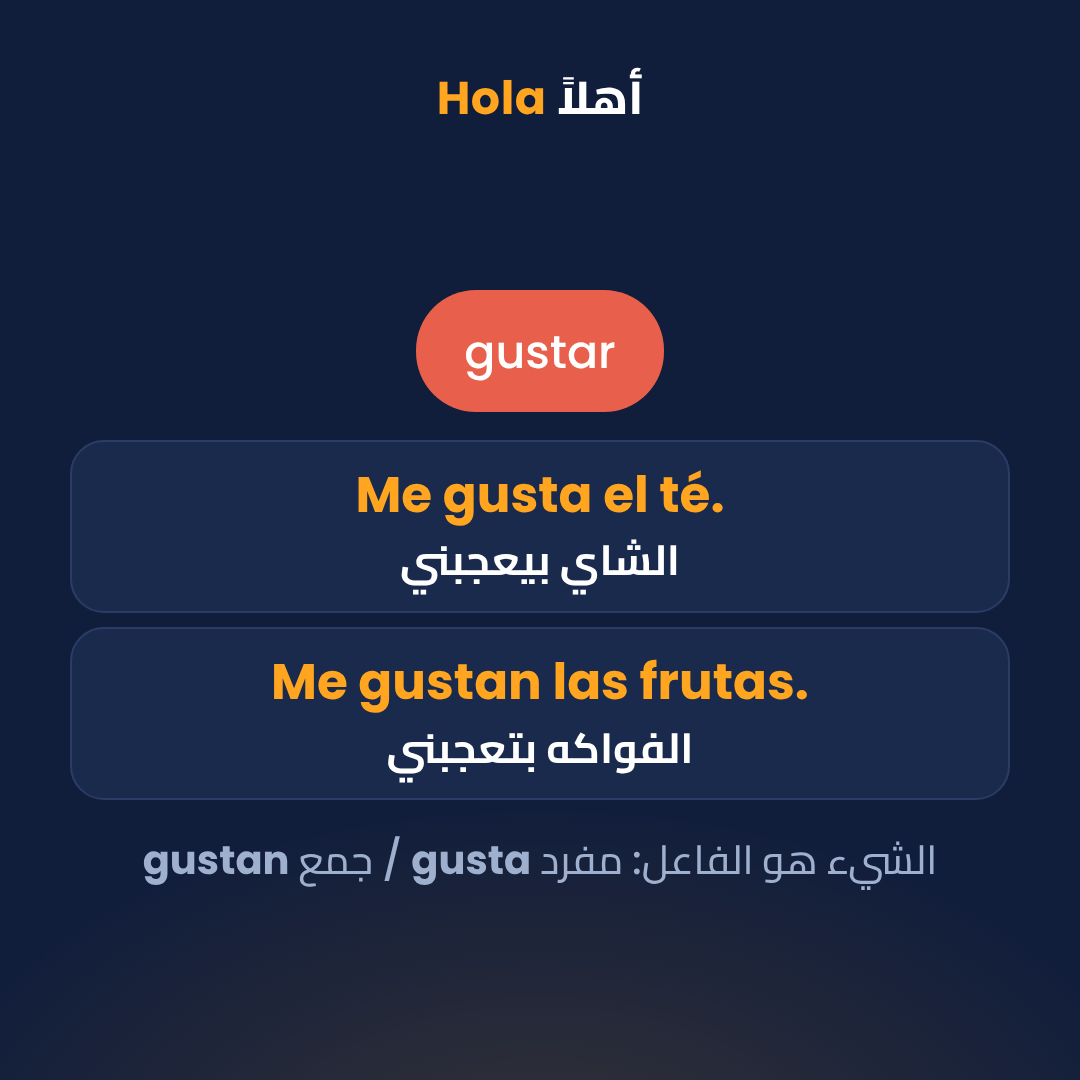 Hola أهلاً
gustar
Me gusta el té.
الشاي بيعجبني
Me gustan las frutas.
الفواكه بتعجبني
الشيء هو الفاعل: مفرد gusta / جمع gustan